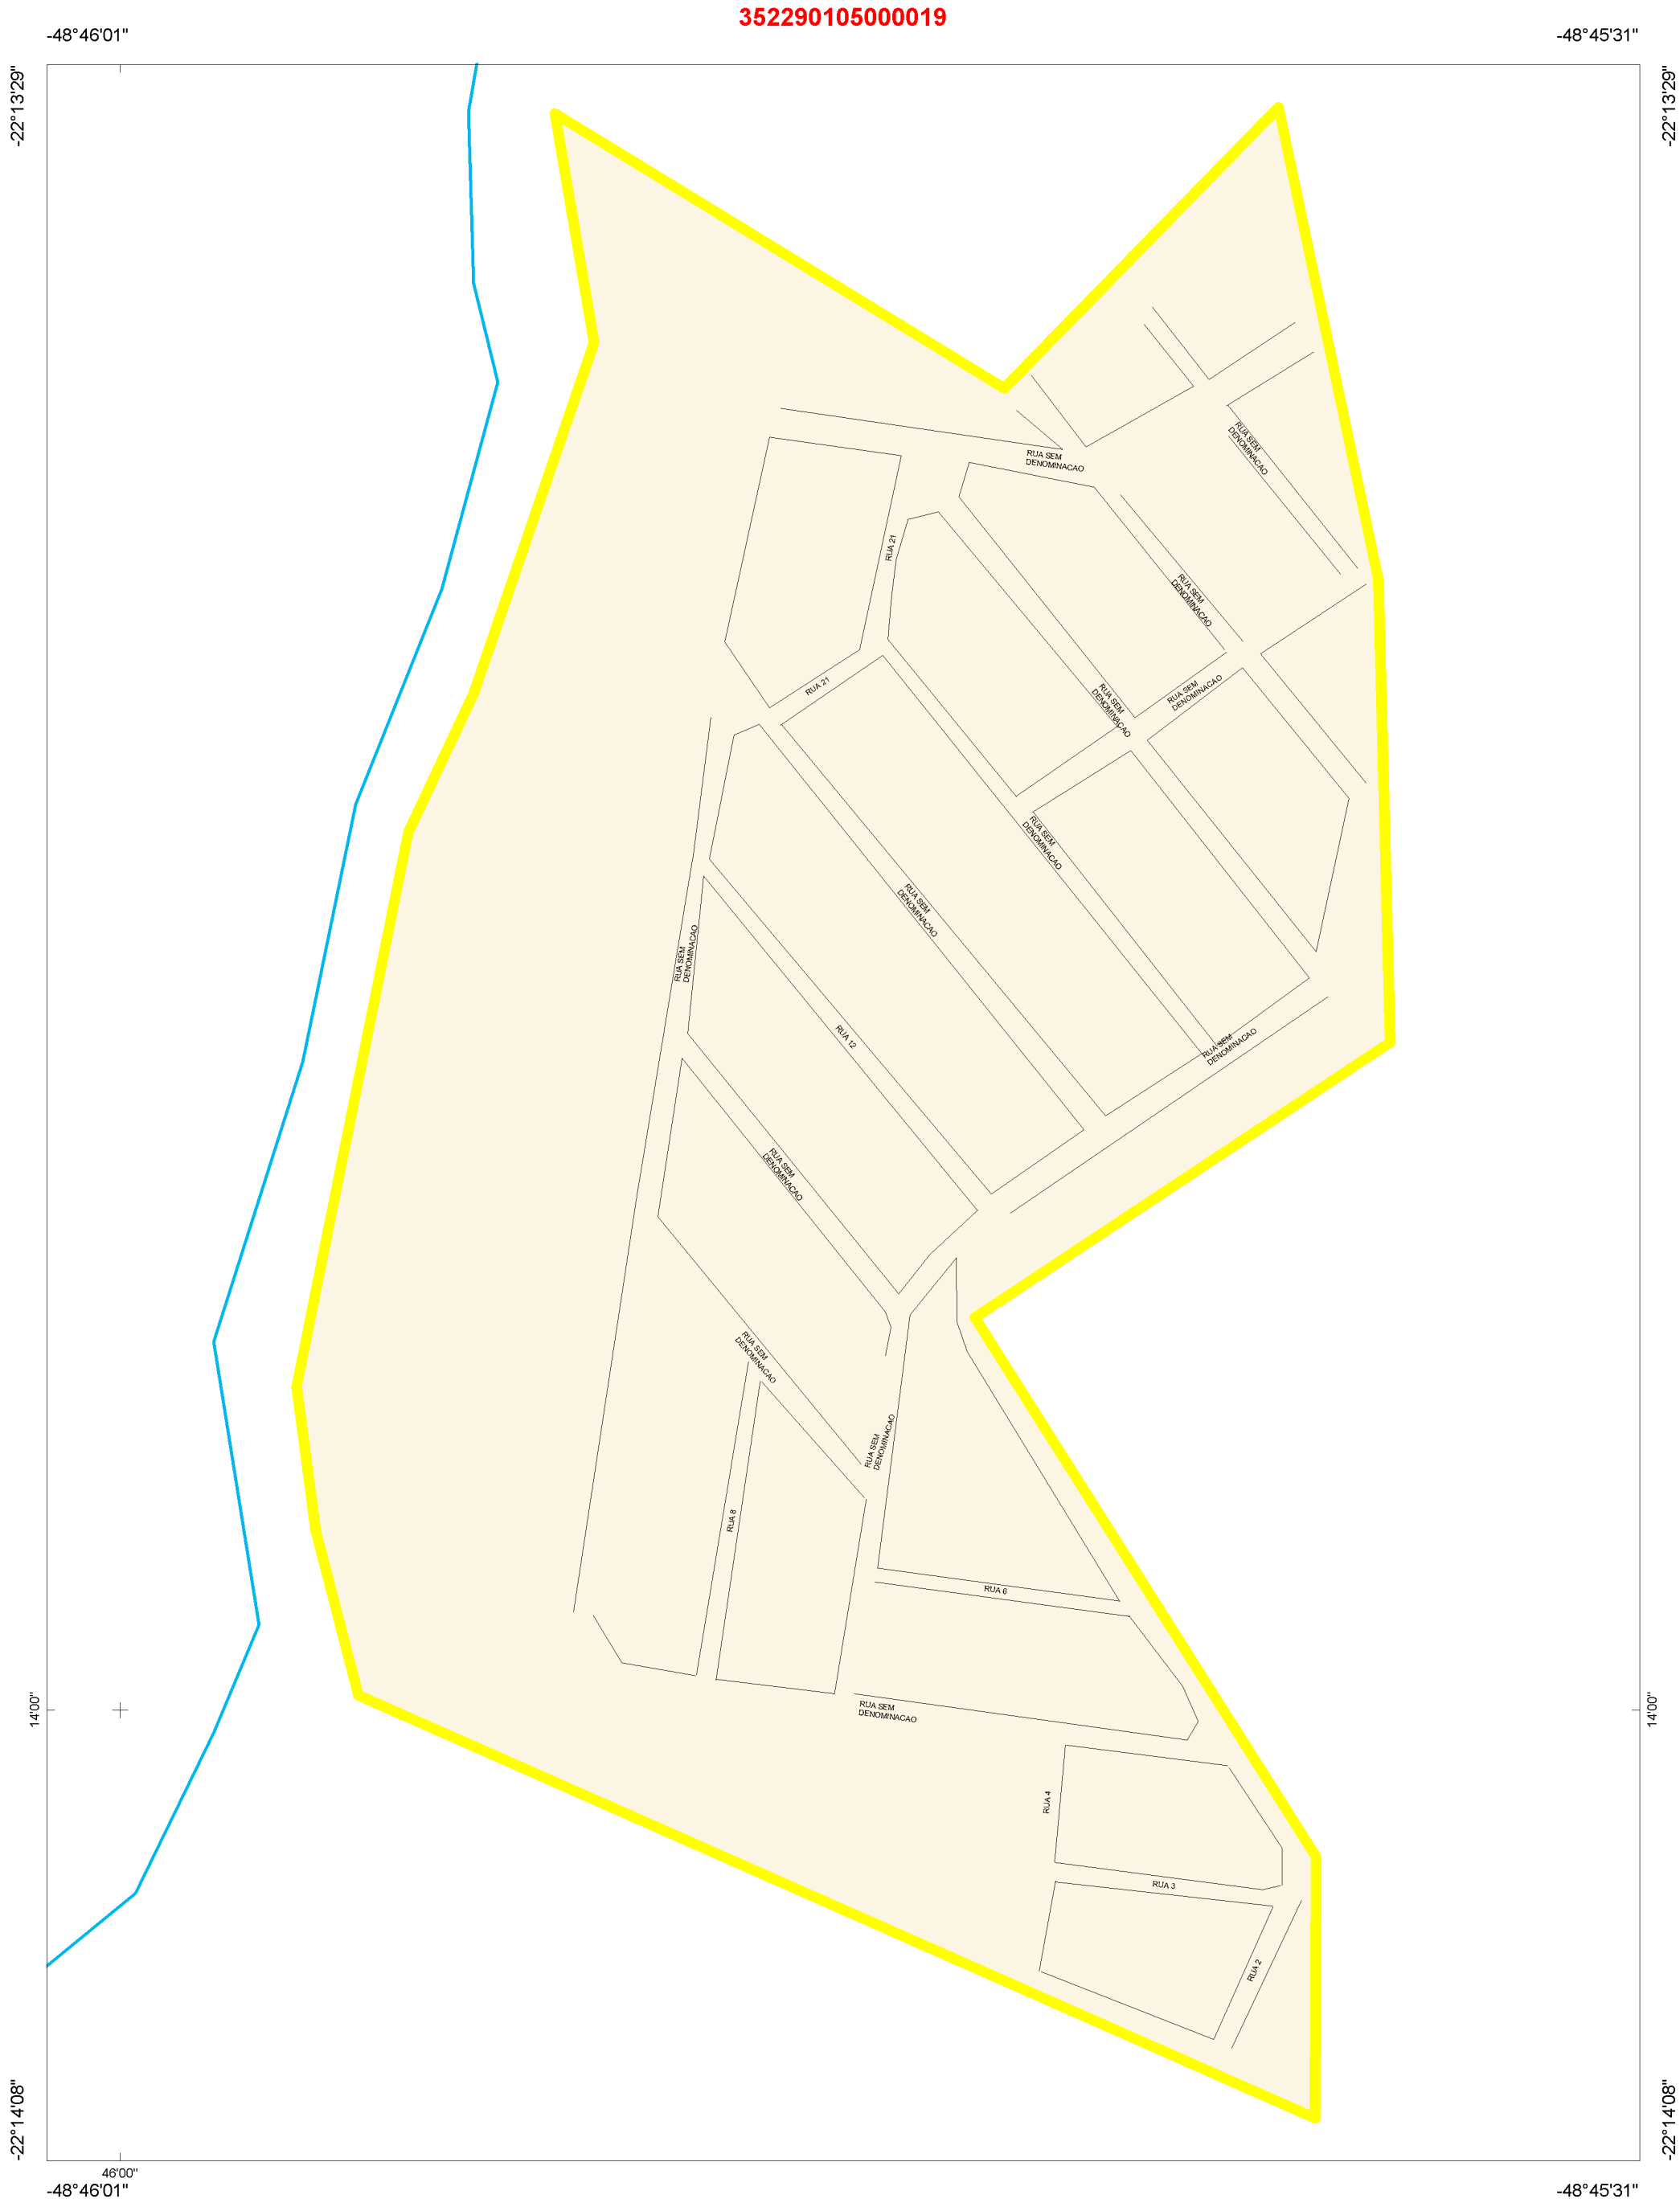 352290105000019
-48°46'01"
-48°45'31"
-22°13'29"
-22°13'29"
RUA SEM
DENOMINACAO
RUA SEM
DENOMINACAO
RUA 21
RUA SEM
DENOMINACAO
RUA 21
RUA SEM
DENOMINACAO
RUA SEM
DENOMINACAO
RUA SEM
DENOMINACAO
RUA SEM
DENOMINACAO
RUA SEM
DENOMINACAO
RUA 12
RUA SEM
DENOMINACAO
RUA SEM
DENOMINACAO
RUA SEM
DENOMINACAO
RUA SEM
DENOMINACAO
RUA 8
RUA 6
14'00"
14'00"
RUA SEM
DENOMINACAO
RUA 4
RUA 3
RUA 2
-22°14'08"
-22°14'08"
46'00"
-48°46'01"
-48°45'31"